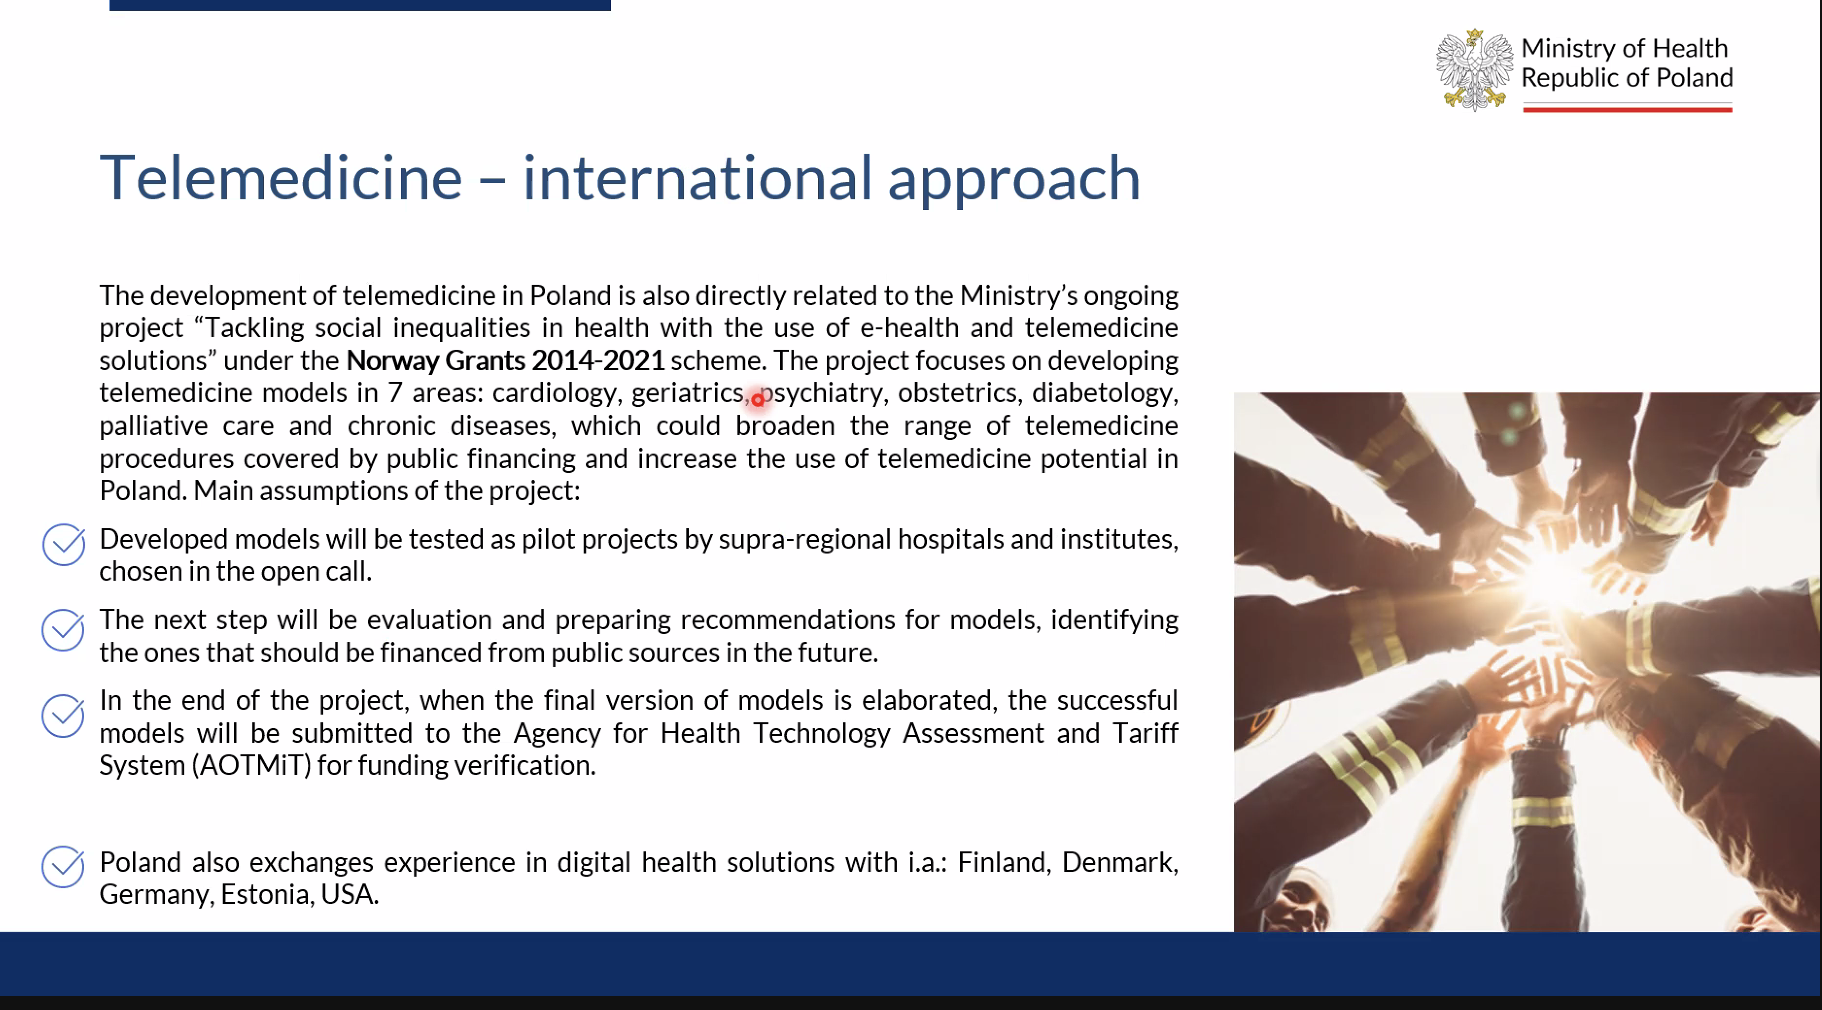 Ministry of Health
Republic of Poland
Telemedicine – international approach
The development of telemedicine in Poland is also directly related to the Ministry’s ongoing
project “Tackling social inequalities in health with the use of e-health and telemedicine
solutions” under the Norway Grants 2014-2021 scheme. The project focuses on developing
telemedicine models in 7 areas: cardiology, geriatrics, psychiatry, obstetrics, diabetology,
palliative care and chronic diseases, which could broaden the range of telemedicine
procedures covered by public financing and increase the use of telemedicine potential in
Poland. Main assumptions of the project:
Developed models will be tested as pilot projects by supra-regional hospitals and institutes,
chosen in the open call.
The next step will be evaluation and preparing recommendations for models, identifying
the ones that should be financed from public sources in the future.
In the end of the project, when the final version of models is elaborated, the successful
models will be submitted to the Agency for Health Technology Assessment and Tariff
System (AOTMiT) for funding verification.
Poland also exchanges experience in digital health solutions with i.a.: Finland, Denmark,
Germany, Estonia, USA.